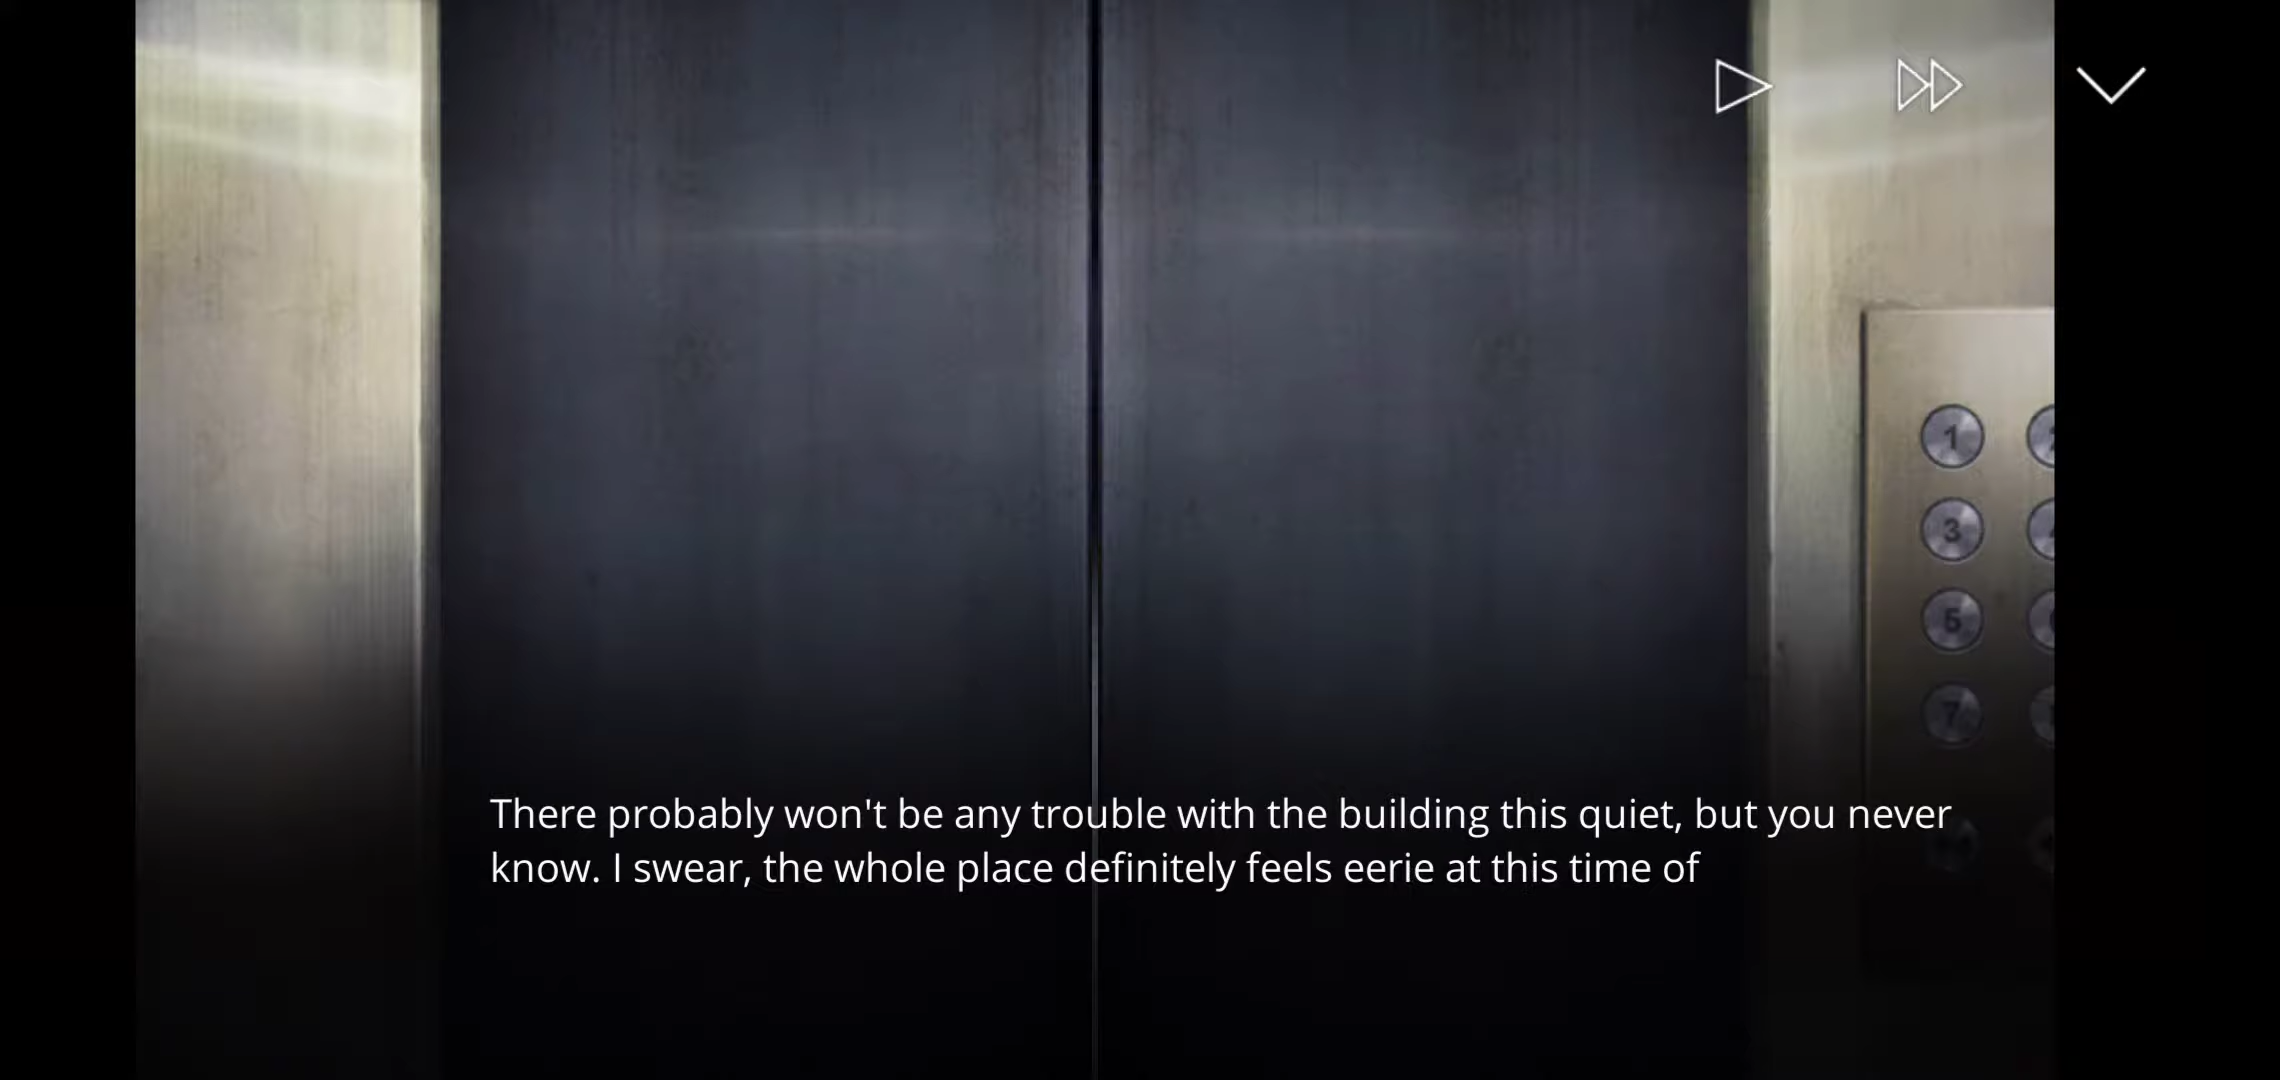 1
3
5
7
There probably won't be any trouble with the building this quiet, but you never
know. I swear, the whole place definitely feels eerie at this time of